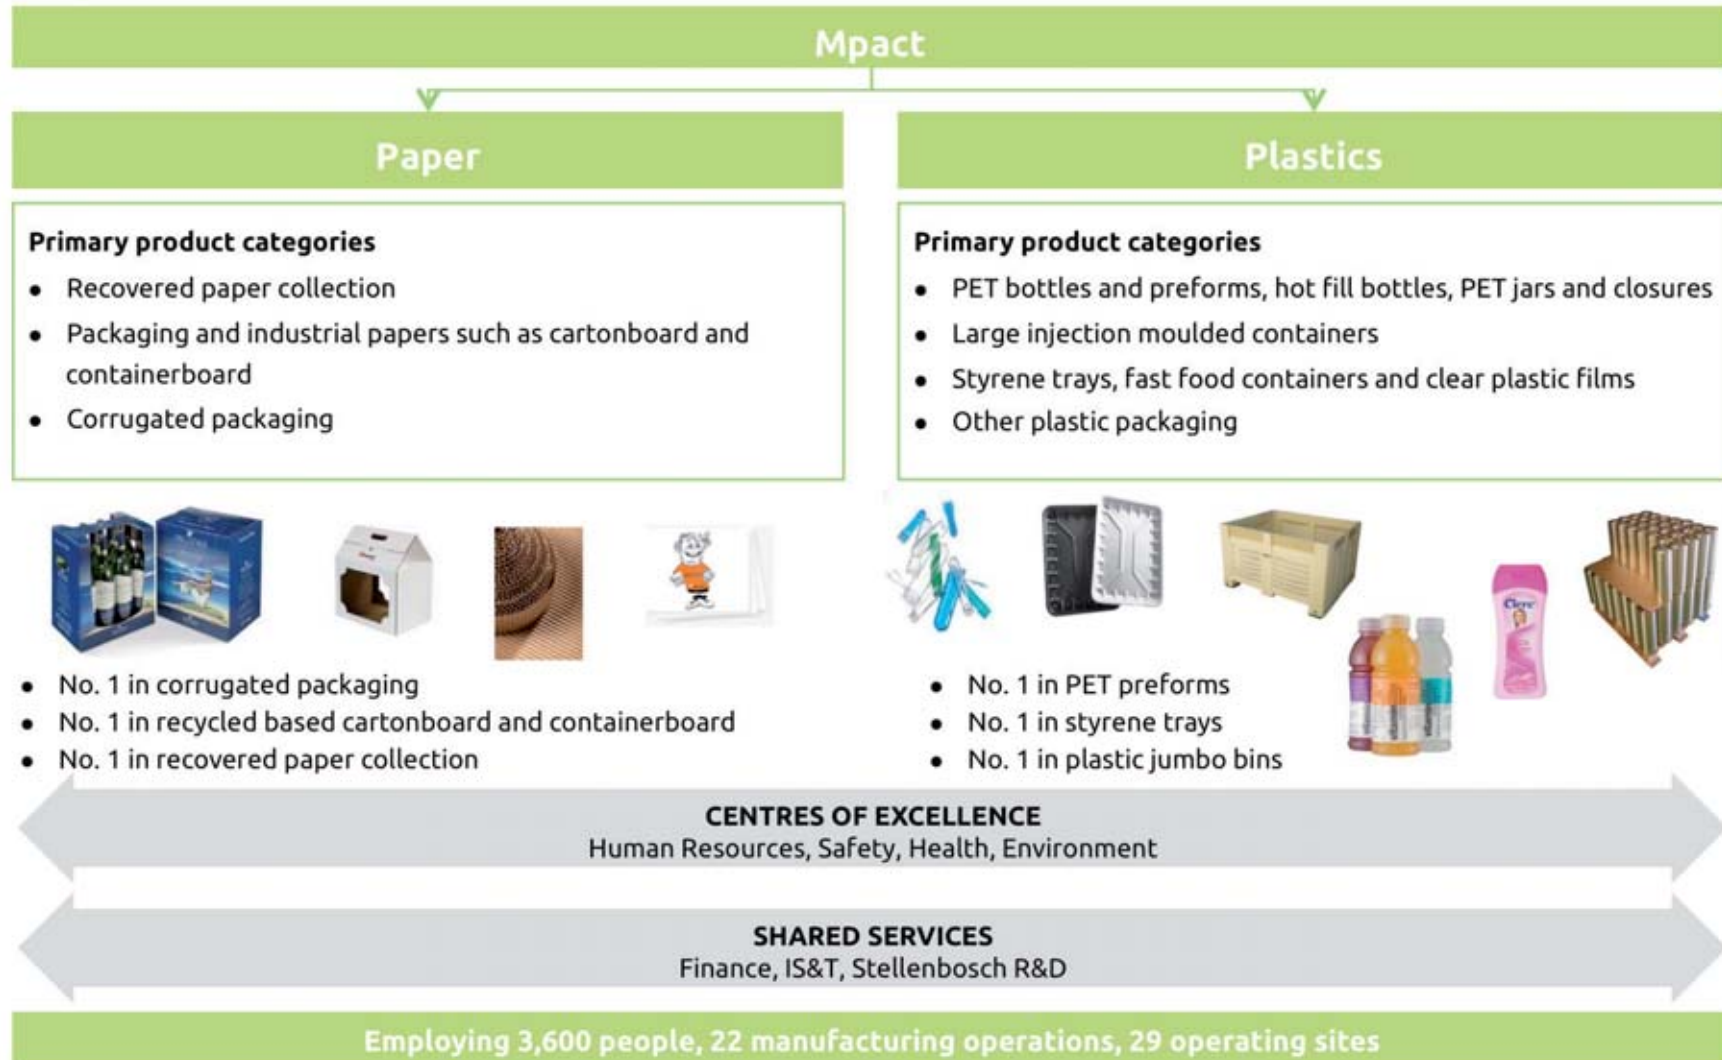 Mpact
Paper
Primary product categories
● Recovered paper collection
● Packaging and industrial papers such as cartonboard and
containerboard
● Corrugated packaging
● No. 1 in corrugated packaging
● No. 1 in recycled based cartonboard and containerboard
● No. 1 in recovered paper collection
Plastics
Primary product categories
● PET bottles and preforms, hot fill bottles, PET jars and closures
● Large injection moulded containers
● Styrene trays, fast food containers and clear plastic films
● Other plastic packaging
● No. 1 in PET preforms
● No. 1 in styrene trays
● No. 1 in plastic jumbo bins
CENTRES OF EXCELLENCE
Human Resources, Safety, Health, Environment
SHARED SERVICES
Finance, IS&T, Stellenbosch R&D
Employing 3,600 people, 22 manufacturing operations, 29 operating sites